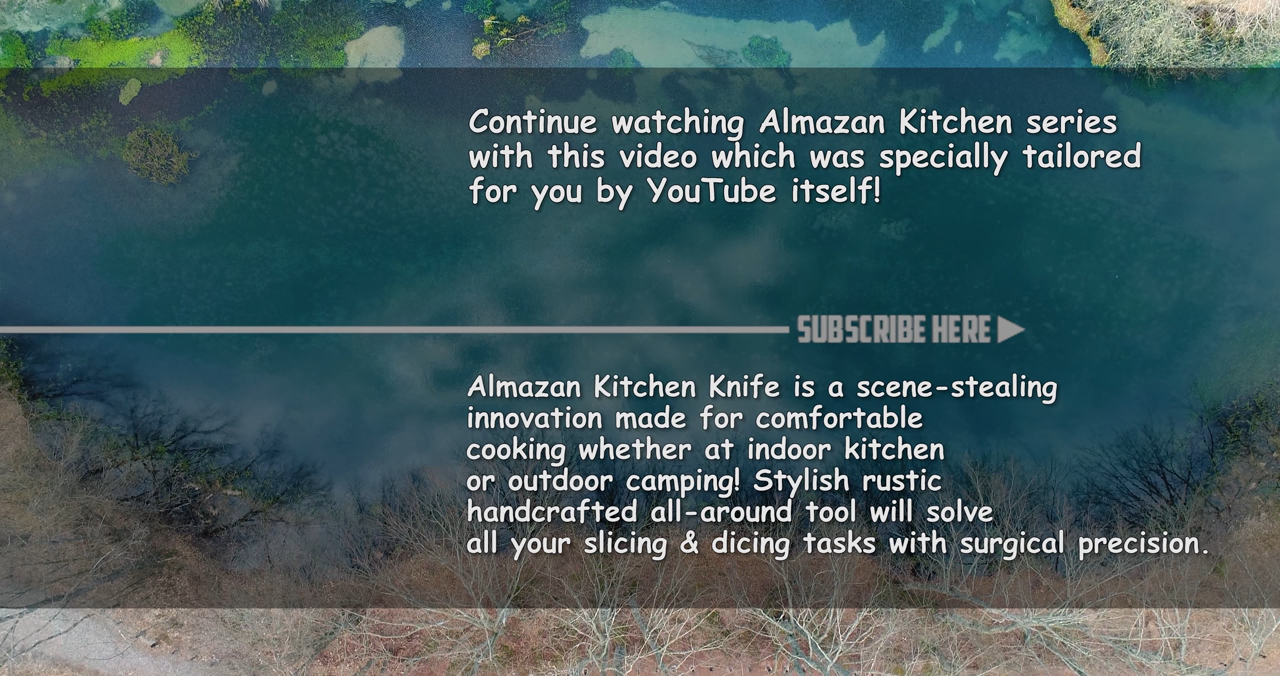 Continue watching Almazan Kitchen series
with this video which was specially tailored
for you by YouTube itself!
SUBSCRIBE HERE
Almazan Kitchen Knife is a scene-stealing
innovation made for comfortable
cooking whether at indoor kitchen
or outdoor camping! Stylish rustic
handcrafted all-around tool will solve
all your slicing & dicing tasks with surgical precision.